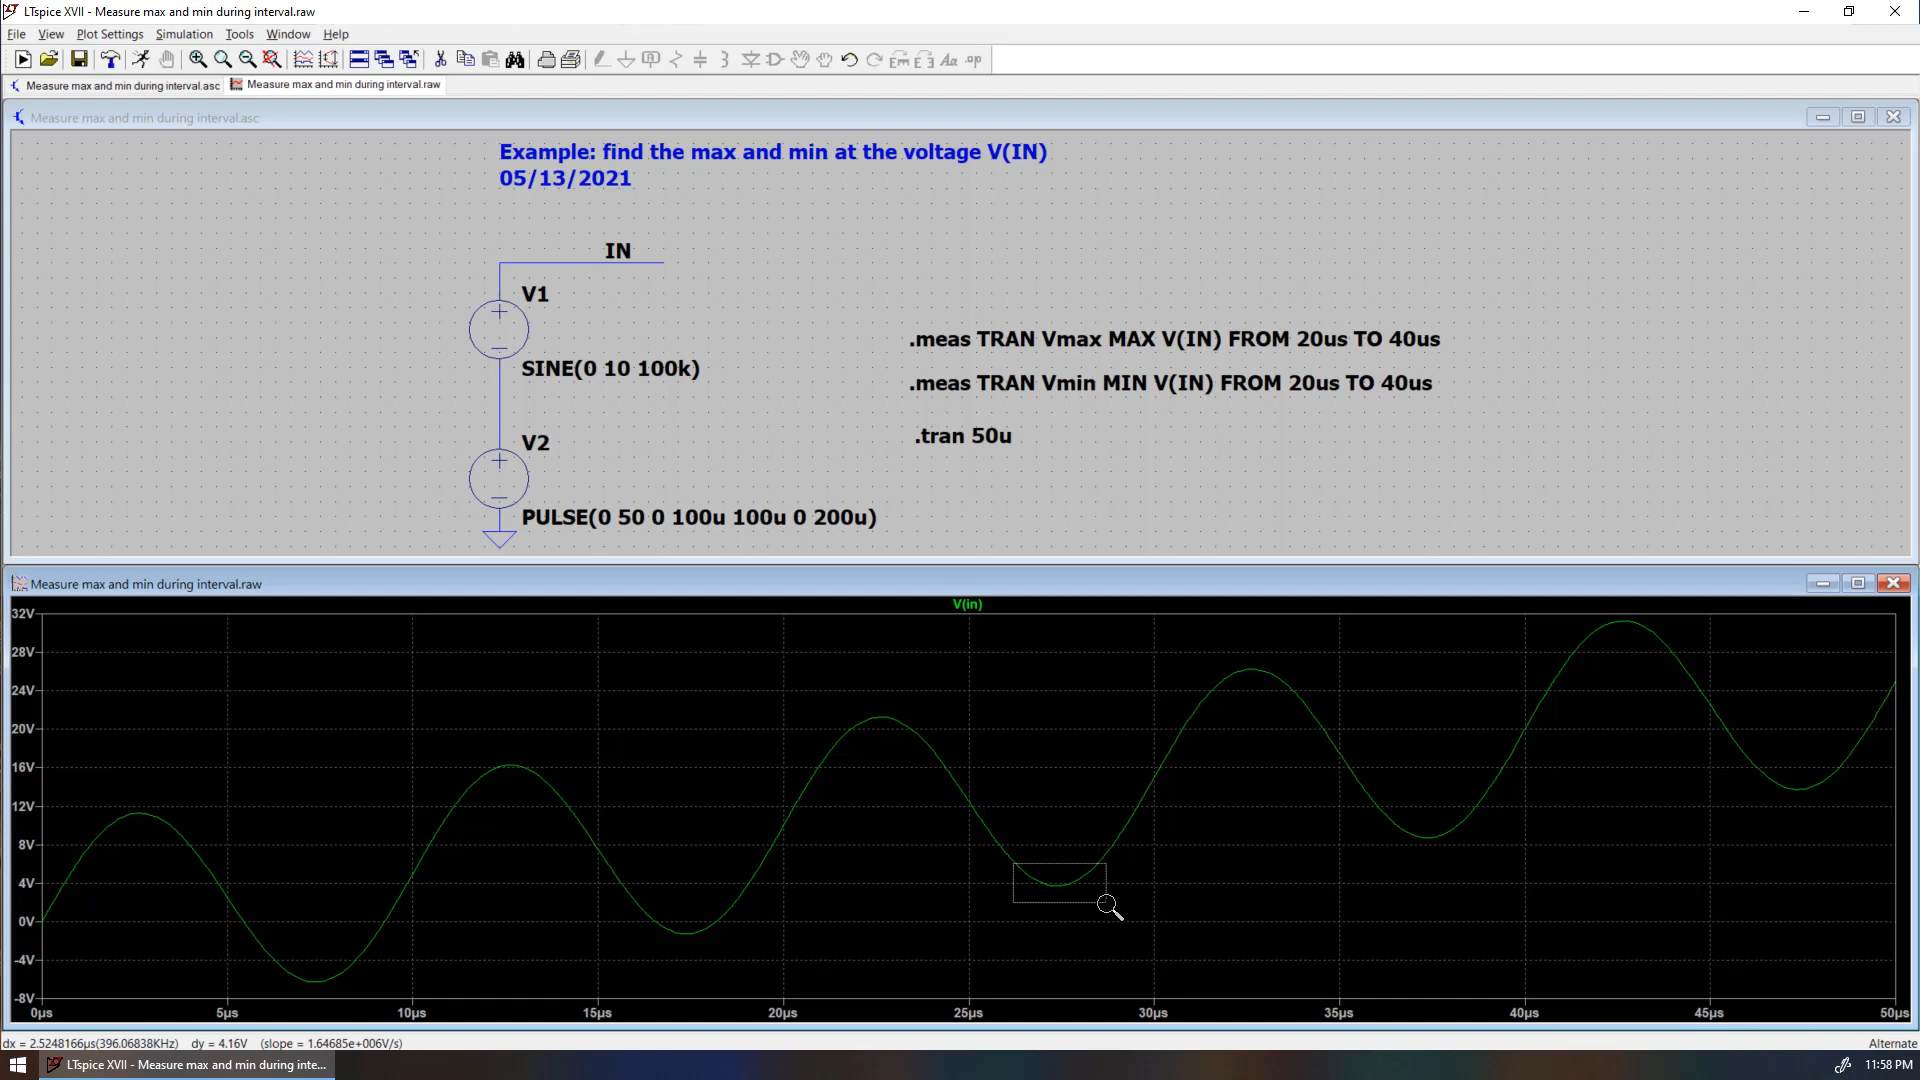 LTspice XVII - Measure max and min during interval.raw
File View Plot Settings Simulation Tools Window Help
Measure max and min during interval.asc Measure max and min during interval.raw
Measure max and min during interval.asc
Example: find the max and min at the voltage V(IN)
05/13/2021
IN
V1
.meas TRAN Vmax MAX V(IN) FROM 20us TO 40us
SINE(0 10 100k)
.meas TRAN Vmin MIN V(IN) FROM 20us TO 40us
V2
.tran 50u
PULSE(0 50 0 100u 100u 0 200u)
Measure max and min during interval.raw
V(in)
32V
28V
24V
20V
16V
12V
8V
4V
0V
-4V
-8V
0µs 5µs 10µs 15µs 20µs 25µs 30µs 35µs 40µs 45µs 50µs
dx = 2.5248166µs(396.06838KHz) dy = 4.16V (slope = 1.64685e+006V/s) Alternate
LTspice XVII - Measure max and min during inte... 11:58 PM